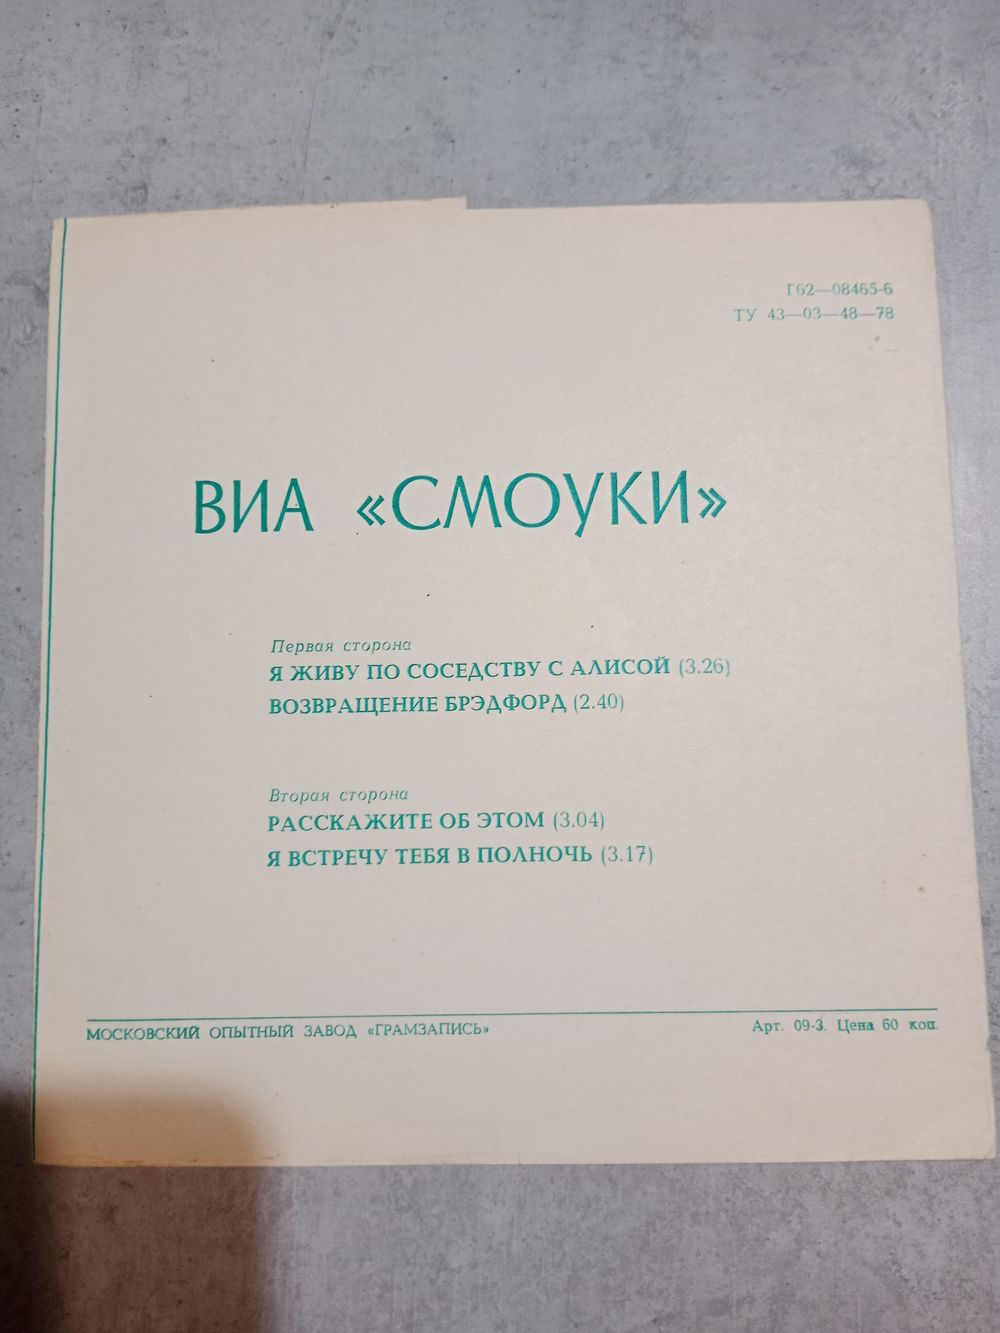 Г62—08465-6
ТУ 43—03—48—78
ВИА «СМОУКИ»
Первая сторона
Я ЖИВУ ПО СОСЕДСТВУ С АЛИСОЙ (3.26)
ВОЗВРАЩЕНИЕ БРЭДФОРД (2.40)
Вторая сторона
РАССКАЖИТЕ ОБ ЭТОМ (3.04)
Я ВСТРЕЧУ ТЕБЯ В ПОЛНОЧЬ (3.17)
МОСКОВСКИЙ ОПЫТНЫЙ ЗАВОД «ГРАМЗАПИСЬ»
Арт. 09-3. Цена 60 коп.